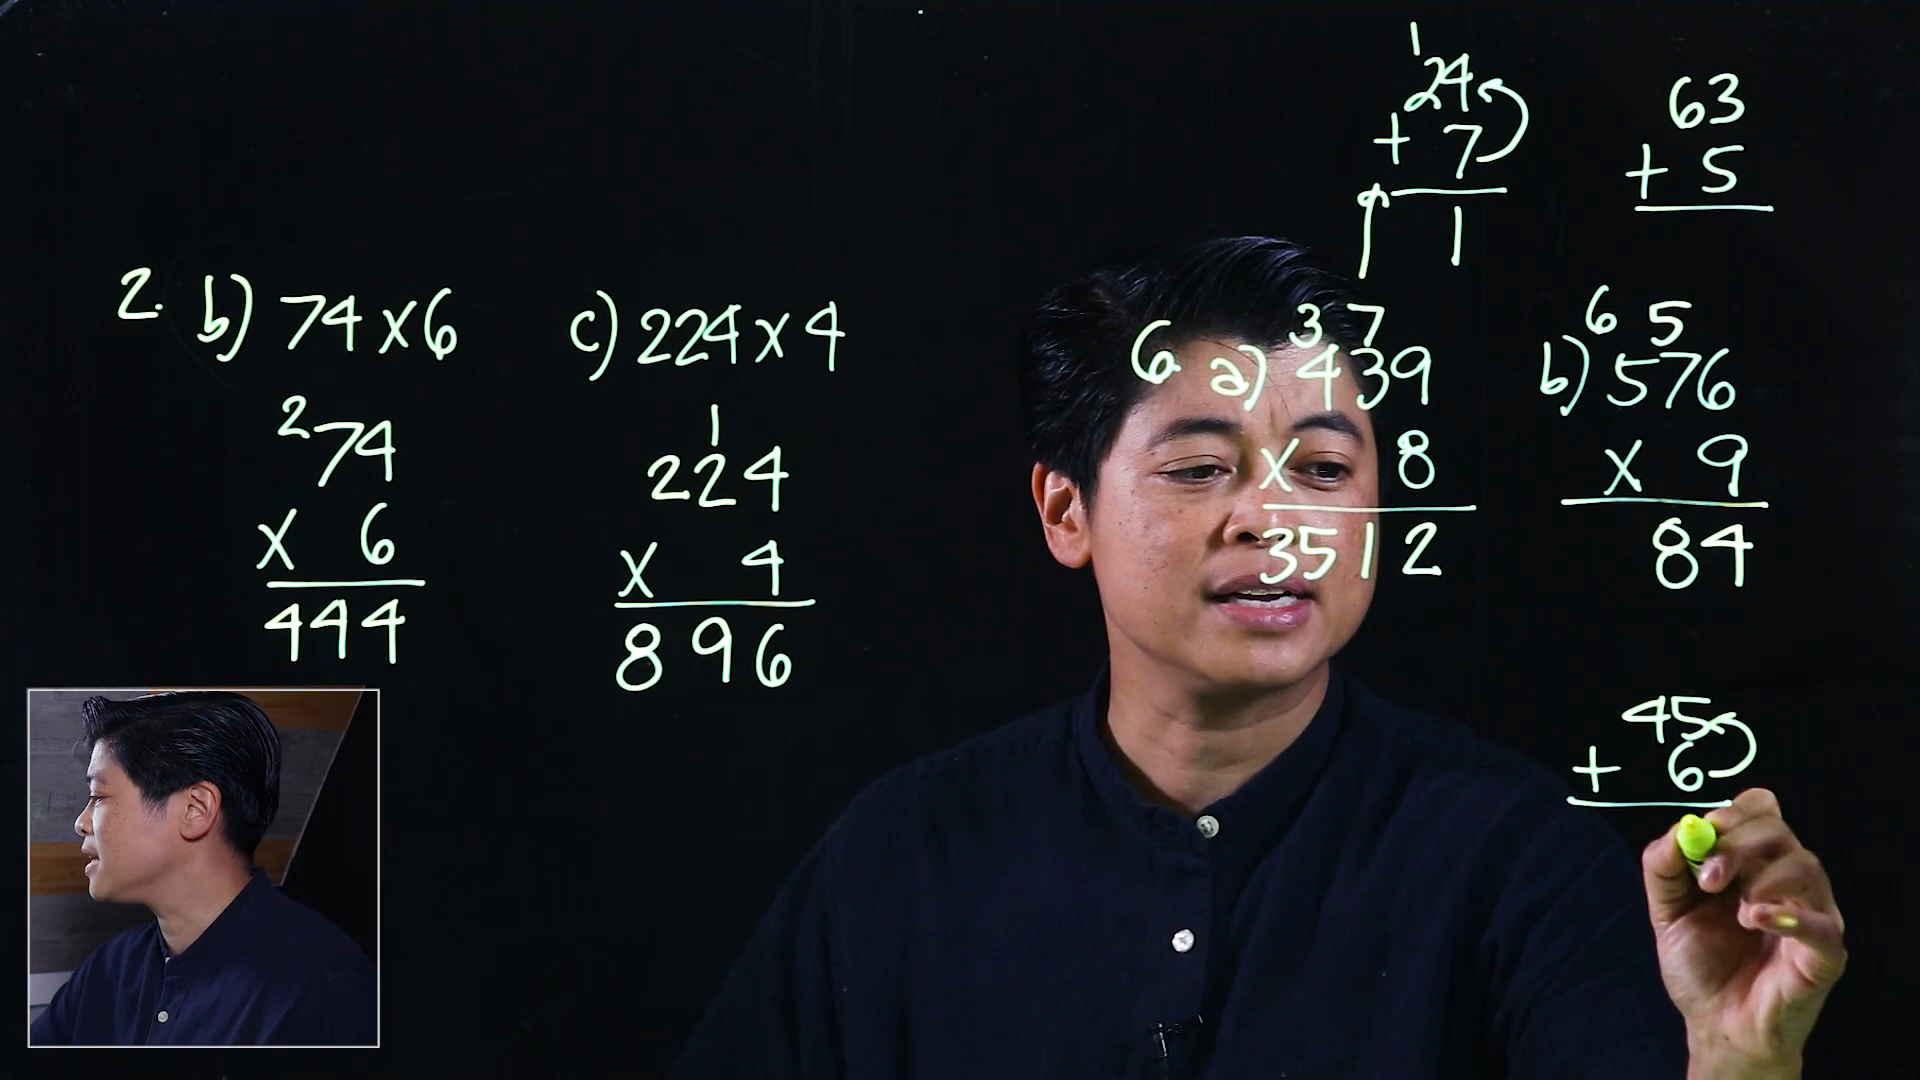 1
24
+ 7
1
63
+ 5
2. b) 74 x 6
2
74
x 6
444
c) 224 x 4
1
224
x 4
896
6. a)
3 7
439
x 8
3512
b)
6 5
576
x 9
84
45
+ 6